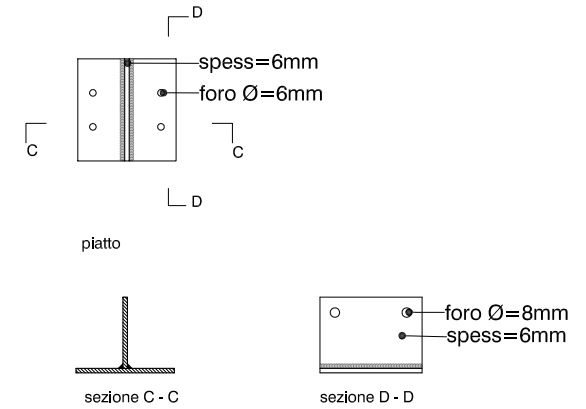 D
spess=6mm
foro Ø=6mm
C
C
D
piatto
foro Ø=8mm
spess=6mm
sezione C - C
sezione D - D